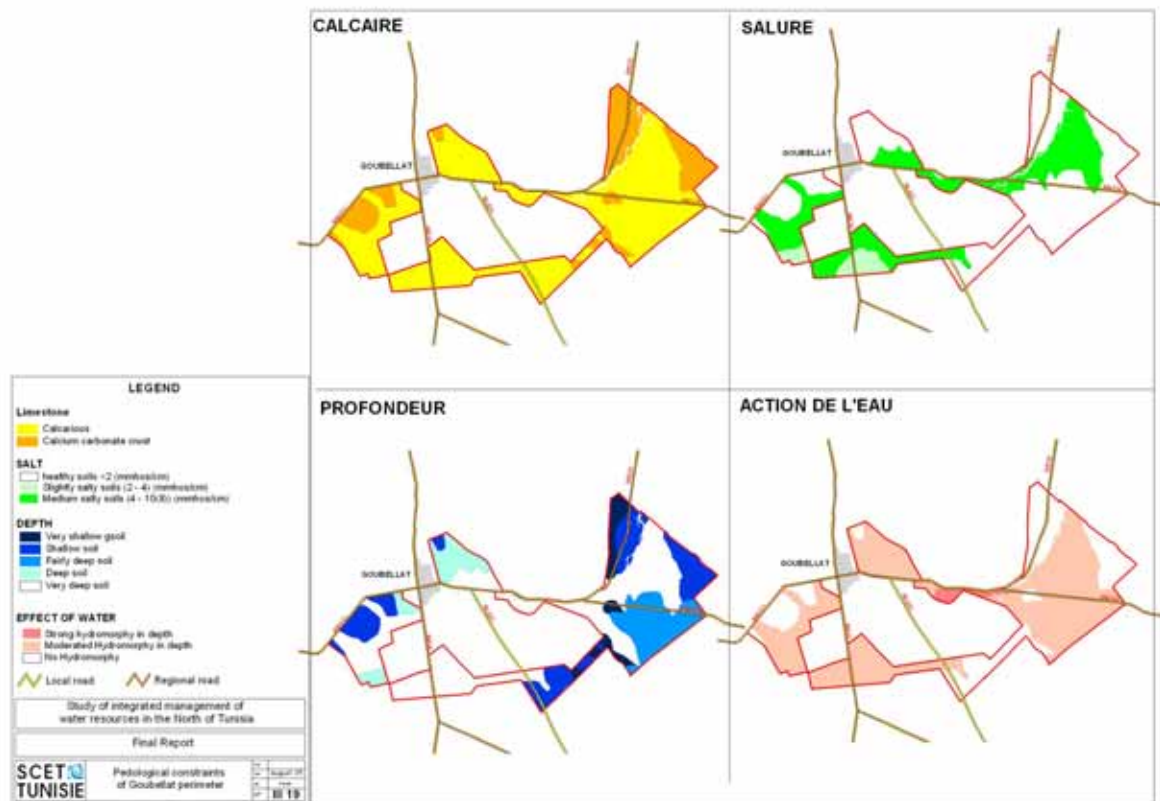 CALCAIRE
GOUBELLAT
SALURE
GOUBELLAT
PROFONDEUR
GOUBELLAT
ACTION DE L'EAU
GOUBELLAT
LEGEND
Limestone
Calcarious
Calcium carbonate crust
SALT
healthy soils <2 (mmhos/cm)
Slightly salty soils (2 - 4) (mmhos/cm)
Medium salty soils (4 - (mmhos/cm)
DEPTH
Very shallow gsoil
Shallow soil
Fairly deep soil
Deep soil
Very deep soil
EFFECT OF WATER
Strong hydromorphy in depth
Moderated Hydromorphy in depth
No Hydromorphy
Local road
Regional road
Study of integrated management of
water resources in the North of Tunisia
Final Report
SCET
TUNISIE
Pedological constraints
of Goubellat perimeter
III 19